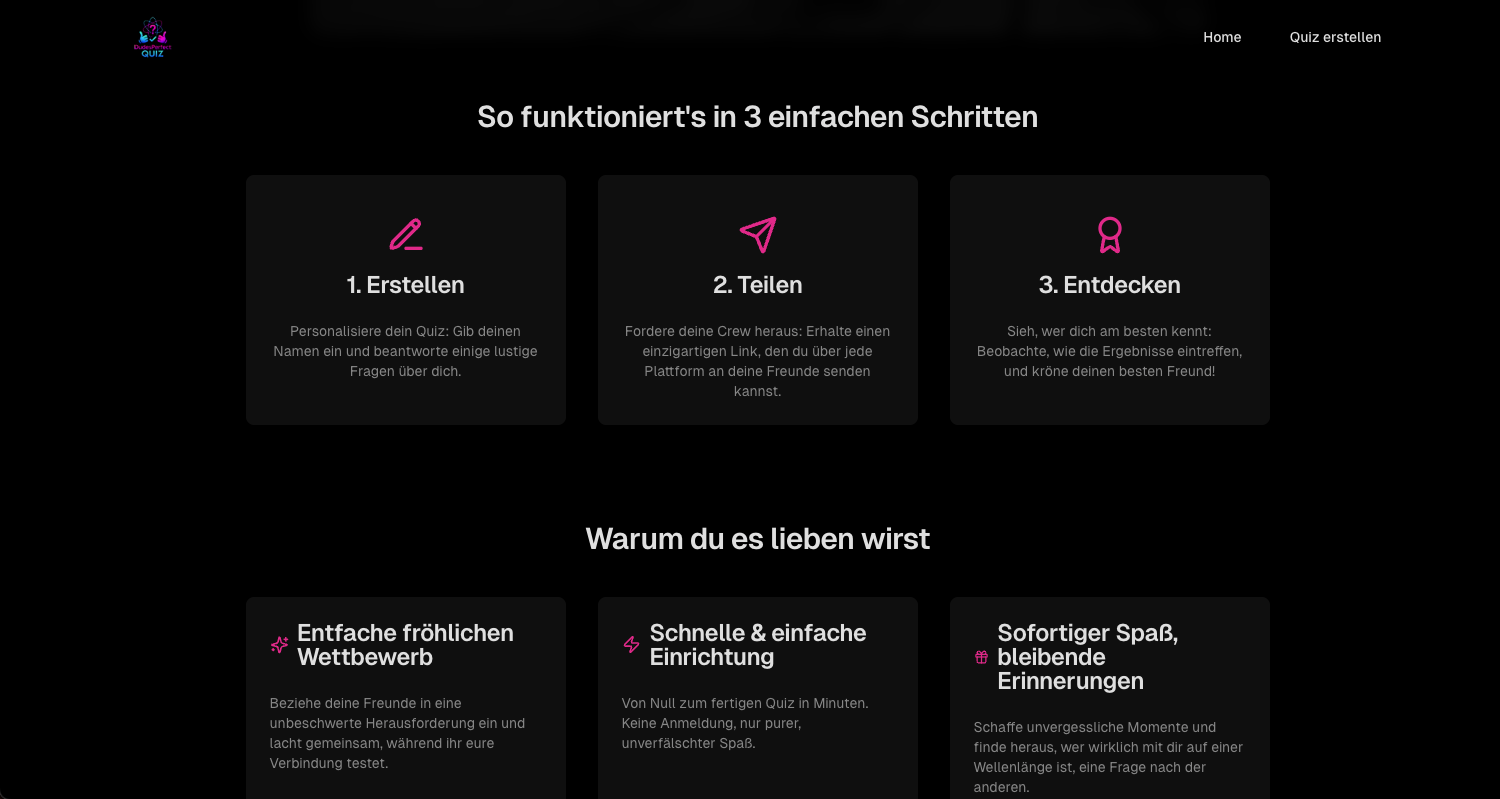 DudesPerfect
QUIZ
Home
Quiz erstellen
So funktioniert's in 3 einfachen Schritten
1. Erstellen
Personalisiere dein Quiz: Gib deinen
Namen ein und beantworte einige lustige
Fragen über dich.
2. Teilen
Fordere deine Crew heraus: Erhalte einen
einzigartigen Link, den du über jede
Plattform an deine Freunde senden
kannst.
3. Entdecken
Sieh, wer dich am besten kennt:
Beobachte, wie die Ergebnisse eintreffen,
und kröne deinen besten Freund!
Warum du es lieben wirst
Entfache fröhlichen
Wettbewerb
Beziehe deine Freunde in eine
unbeschwerte Herausforderung ein und
lacht gemeinsam, während ihr eure
Verbindung testet.
Schnelle & einfache
Einrichtung
Von Null zum fertigen Quiz in Minuten.
Keine Anmeldung, nur purer,
unverfälschter Spaß.
Sofortiger Spaß,
bleibende
Erinnerungen
Schaffe unvergessliche Momente und
finde heraus, wer wirklich mit dir auf einer
Wellenlänge ist, eine Frage nach der
anderen.